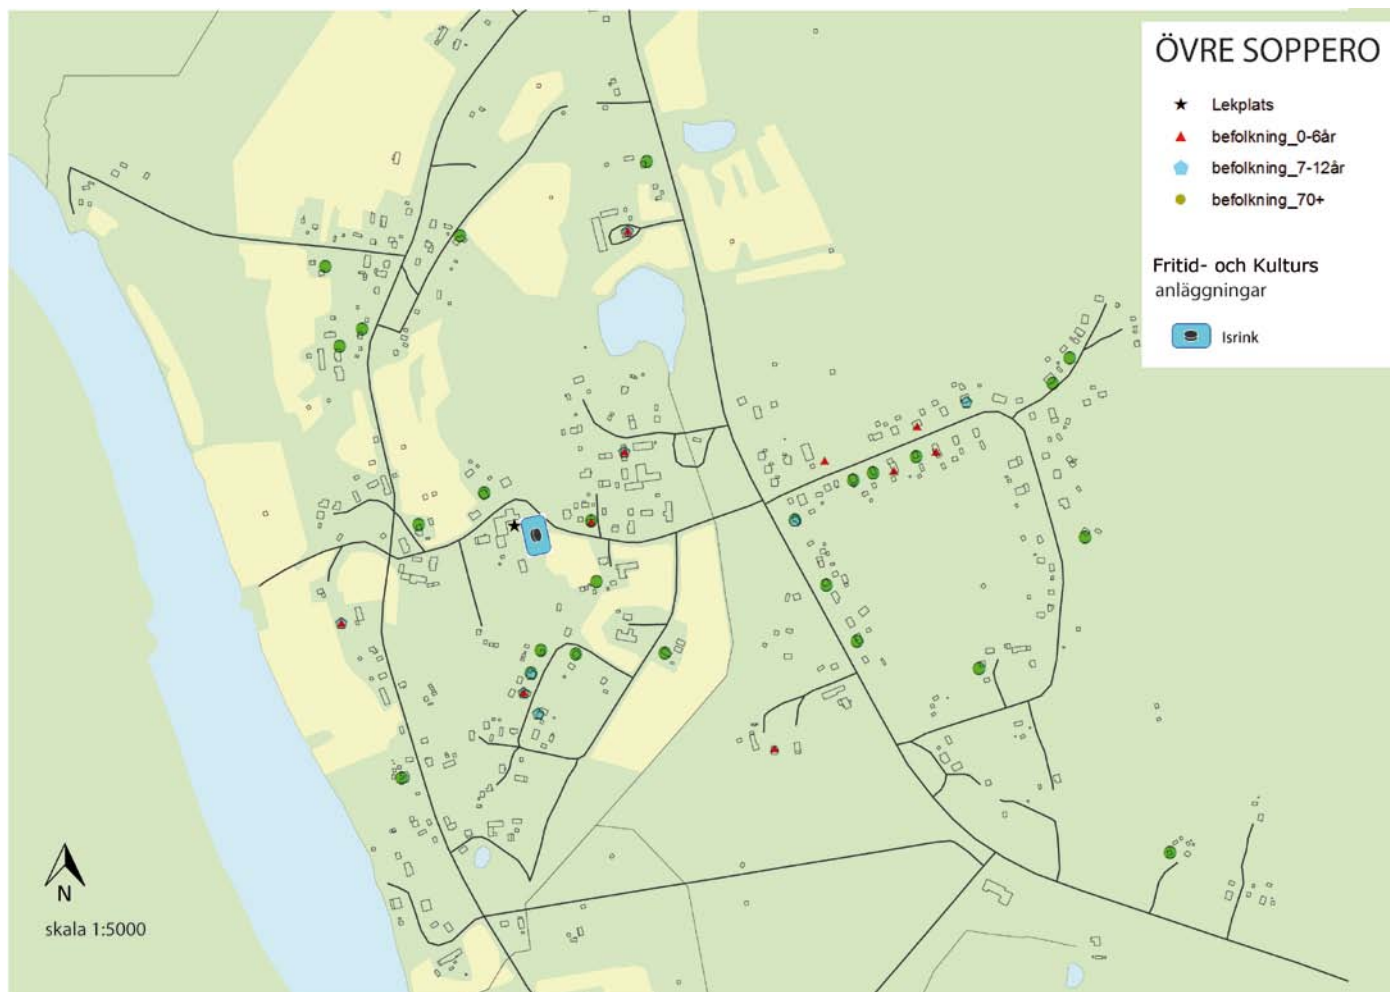 ÖVRE SOPPERO
Lekplats
befolkning_0-6år
befolkning_7-12år
befolkning_70+
Fritid- och Kulturs
anläggningar
Isrink
N
skala 1:5000